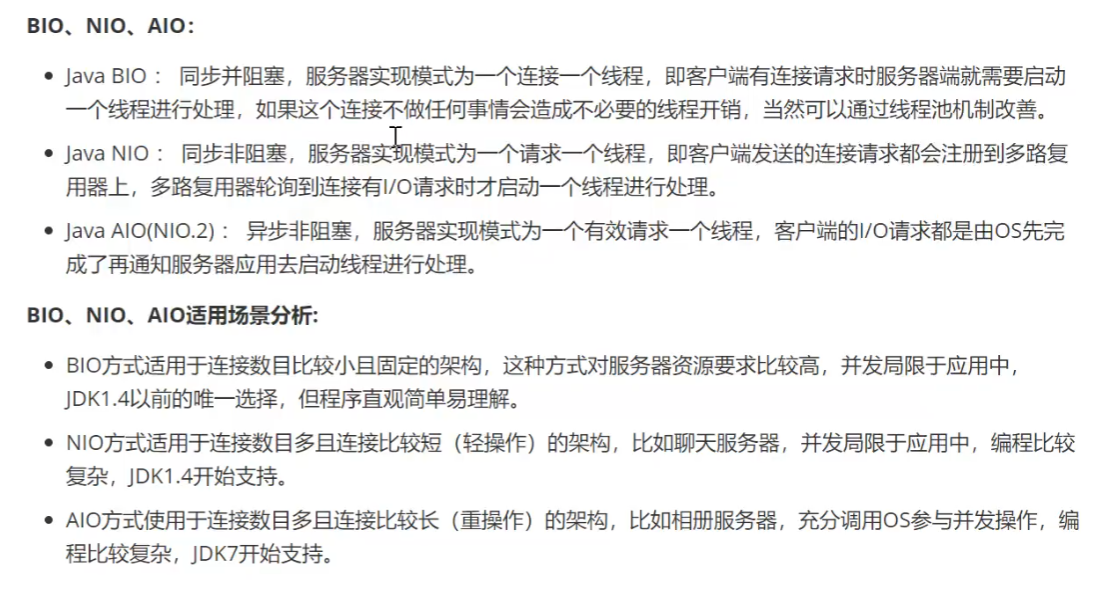 BIO、NIO、AIO：
Java BIO ： 同步并阻塞，服务器实现模式为一个连接一个线程，即客户端有连接请求时服务器端就需要启动
一个线程进行处理，如果这个连接不做任何事情会造成不必要的线程开销，当然可以通过线程池机制改善。
Java NIO ： 同步非阻塞，服务器实现模式为一个请求一个线程，即客户端发送的连接请求都会注册到多路复
用器上，多路复用器轮询到连接有I/O请求时才启动一个线程进行处理。
Java AIO(NIO.2) ： 异步非阻塞，服务器实现模式为一个有效请求一个线程，客户端的I/O请求都是由OS先完
成了再通知服务器应用去启动线程进行处理。
BIO、NIO、AIO适用场景分析:
BIO方式适用于连接数目比较小且固定的架构，这种方式对服务器资源要求比较高，并发局限于应用中，
JDK1.4以前的唯一选择，但程序直观简单易理解。
NIO方式适用于连接数目多且连接比较短（轻操作）的架构，比如聊天服务器，并发局限于应用中，编程比较
复杂，JDK1.4开始支持。
AIO方式使用于连接数目多且连接比较长（重操作）的架构，比如相册服务器，充分调用OS参与并发操作，编
程比较复杂，JDK7开始支持。